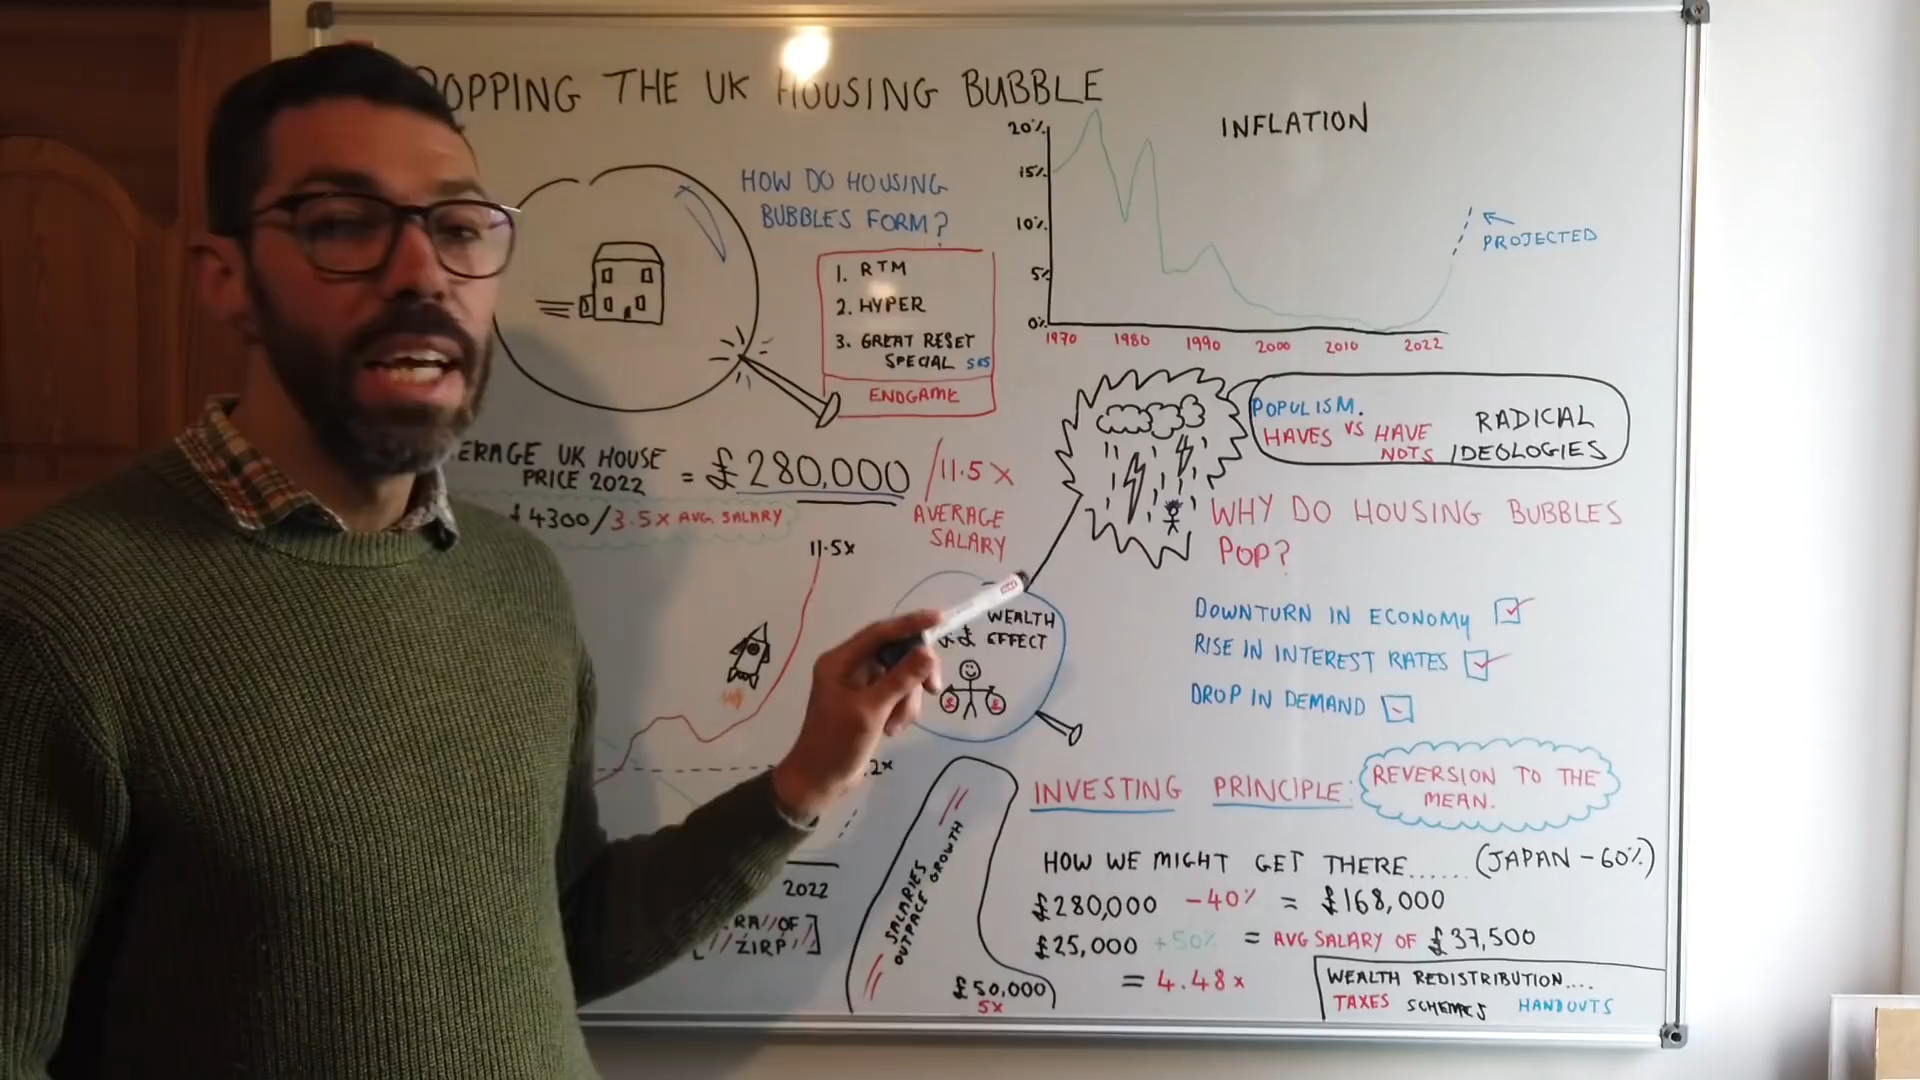 POPPING THE UK HOUSING BUBBLE
HOW DO HOUSING
BUBBLES FORM?
1. RTM
2. HYPER
3. GREAT RESET
SPECIAL
ENDGAME
ERAGE UK HOUSE
PRICE 2022
= £280,000 / 11.5 X
AVERAGE
SALARY
£4300/3.5X AVG. SALARY
11.5x
.2x
2022
RA//OF
ZIRP
INFLATION
20%
15%
10%
5%
0%
1970 1980 1990 2000 2010 2022
PROJECTED
POPULISM.
HAVES VS HAVE
NOTS
RADICAL
IDEOLOGIES
WHY DO HOUSING BUBBLES
POP?
DOWNTURN IN ECONOMY
RISE IN INTEREST RATES
DROP IN DEMAND
WEALTH
££ EFFECT
£ £
SALARIES
OUTPACE GROWTH
£50,000
5X
INVESTING PRINCIPLE:
REVERSION TO THE
MEAN.
HOW WE MIGHT GET THERE...... (JAPAN -60%)
£280,000 -40% = £168,000
£25,000 +50% = AVG SALARY OF £37,500
= 4.48x
WEALTH REDISTRIBUTION....
TAXES SCHEMES HANDOUTS